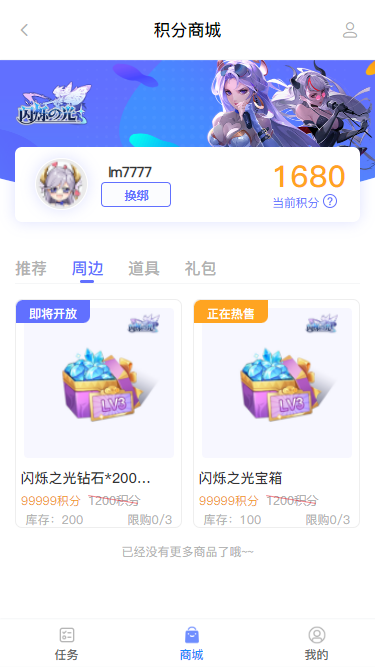 积分商城
闪烁之光
lm7777
换绑
1680
当前积分 ?
推荐 周边 道具 礼包
即将开放
LV3
闪烁之光钻石*200...
99999积分 1200积分
库存：200 限购0/3
正在热售
LV3
闪烁之光宝箱
99999积分 1200积分
库存：100 限购0/3
已经没有更多商品了哦~~
任务 商城 我的